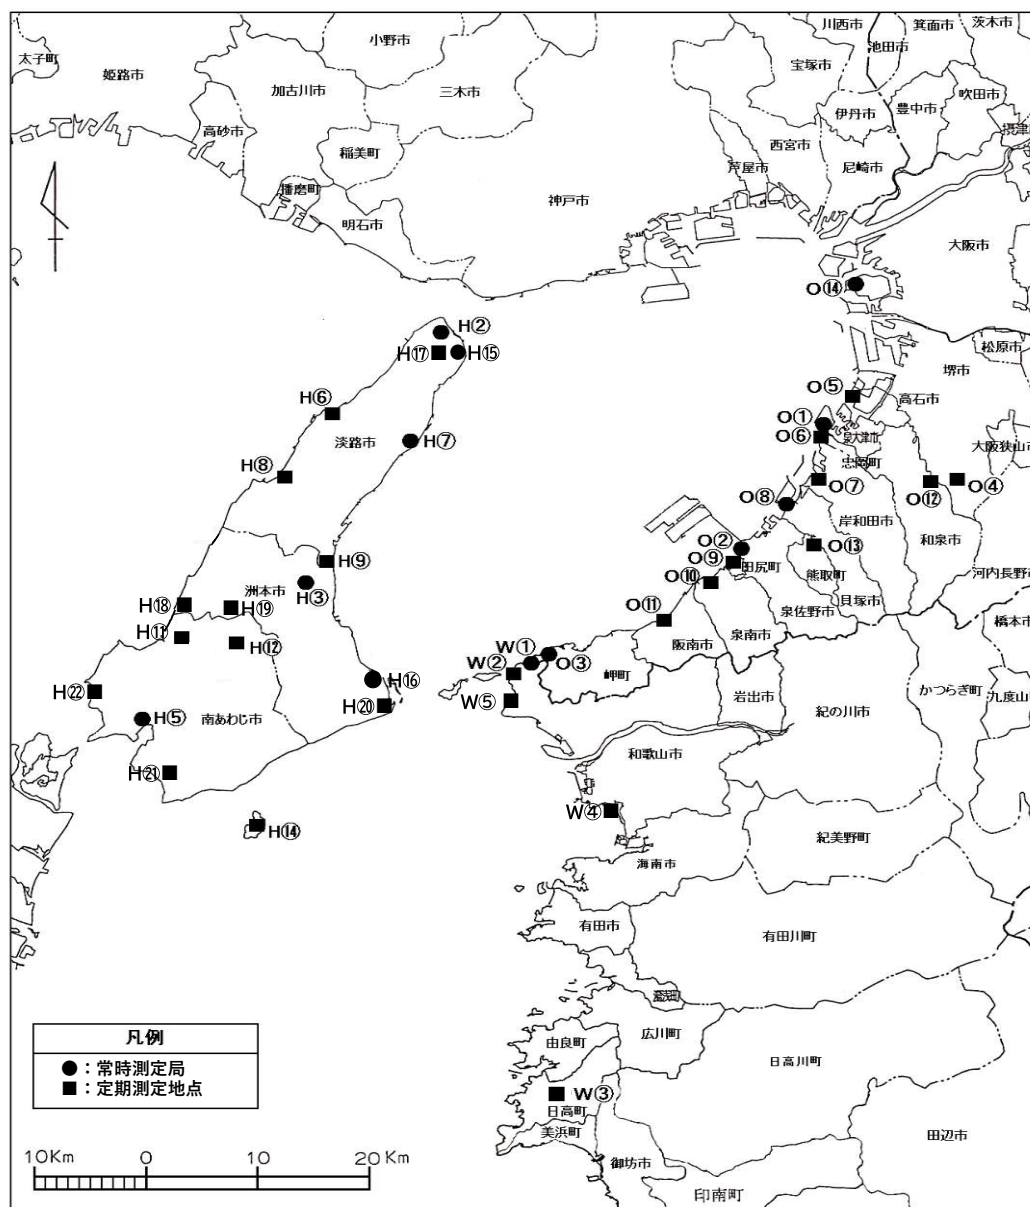 川西市
箕面市
茨木市
小野市
池田市
太子町
姫路市
宝塚市
加古川市
三木市
吹田市
伊丹市
豊中市
高砂市
摂津
西宮市
稲美町
芦屋市
尼崎市
播磨町
神戸市
明石市
大阪市
O⑭
H②
H⑰
H⑮
松原市
堺市
O⑤
高石市
H⑥
O①
泉大津市
淡路市
H⑦
O⑥
大阪狭山市
忠岡町
H⑧
O⑦
O⑫
O④
O⑧
岸和田市
和泉市
O②
O⑬
H⑨
O⑨
田尻町
熊取町
河内長野市
O⑩
洲本市
H③
貝塚市
H⑱
H⑲
泉佐野市
O⑪
橋本市
H⑪
H⑫
阪南市
泉南市
W①
W②
O③
岬町
H⑯
H㉒
かつらぎ町
岩出市
九度山
W⑤
H⑳
紀の川市
H⑤
南あわじ市
和歌山市
H㉑
W④
H⑭
紀美野町
海南市
有田市
有田川町
湯浅町
広川町
凡例
由良町
●：常時測定局
■：定期測定地点
日高川町
W③
日高町
美浜町
田辺市
10Km 0 10 20Km
御坊市
印南町